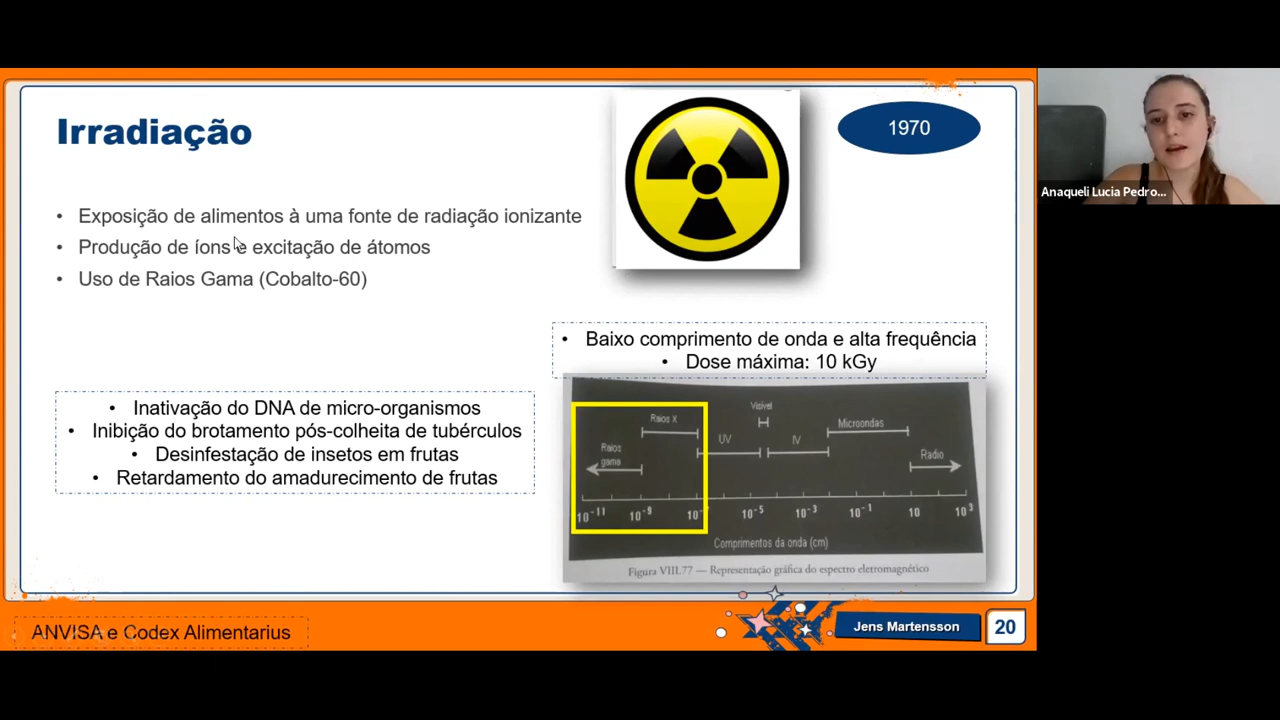 Irradiação
1970
Anaqueli Lucia Pedro...
• Exposição de alimentos à uma fonte de radiação ionizante
• Produção de íons e excitação de átomos
• Uso de Raios Gama (Cobalto-60)
• Baixo comprimento de onda e alta frequência
• Dose máxima: 10 kGy
• Inativação do DNA de micro-organismos
• Inibição do brotamento pós-colheita de tubérculos
• Desinfestação de insetos em frutas
• Retardamento do amadurecimento de frutas
Visível
Raios X
Microondas
UV
IV
Raios
gama
Radio
10⁻¹¹ 10⁻⁹ 10⁻ 10⁻⁵ 10⁻³ 10⁻¹ 10 10³
Comprimentos da onda (cm)
Figura VIII.77 — Representação gráfica do espectro eletromagnético
ANVISA e Codex Alimentarius
Jens Martensson
20